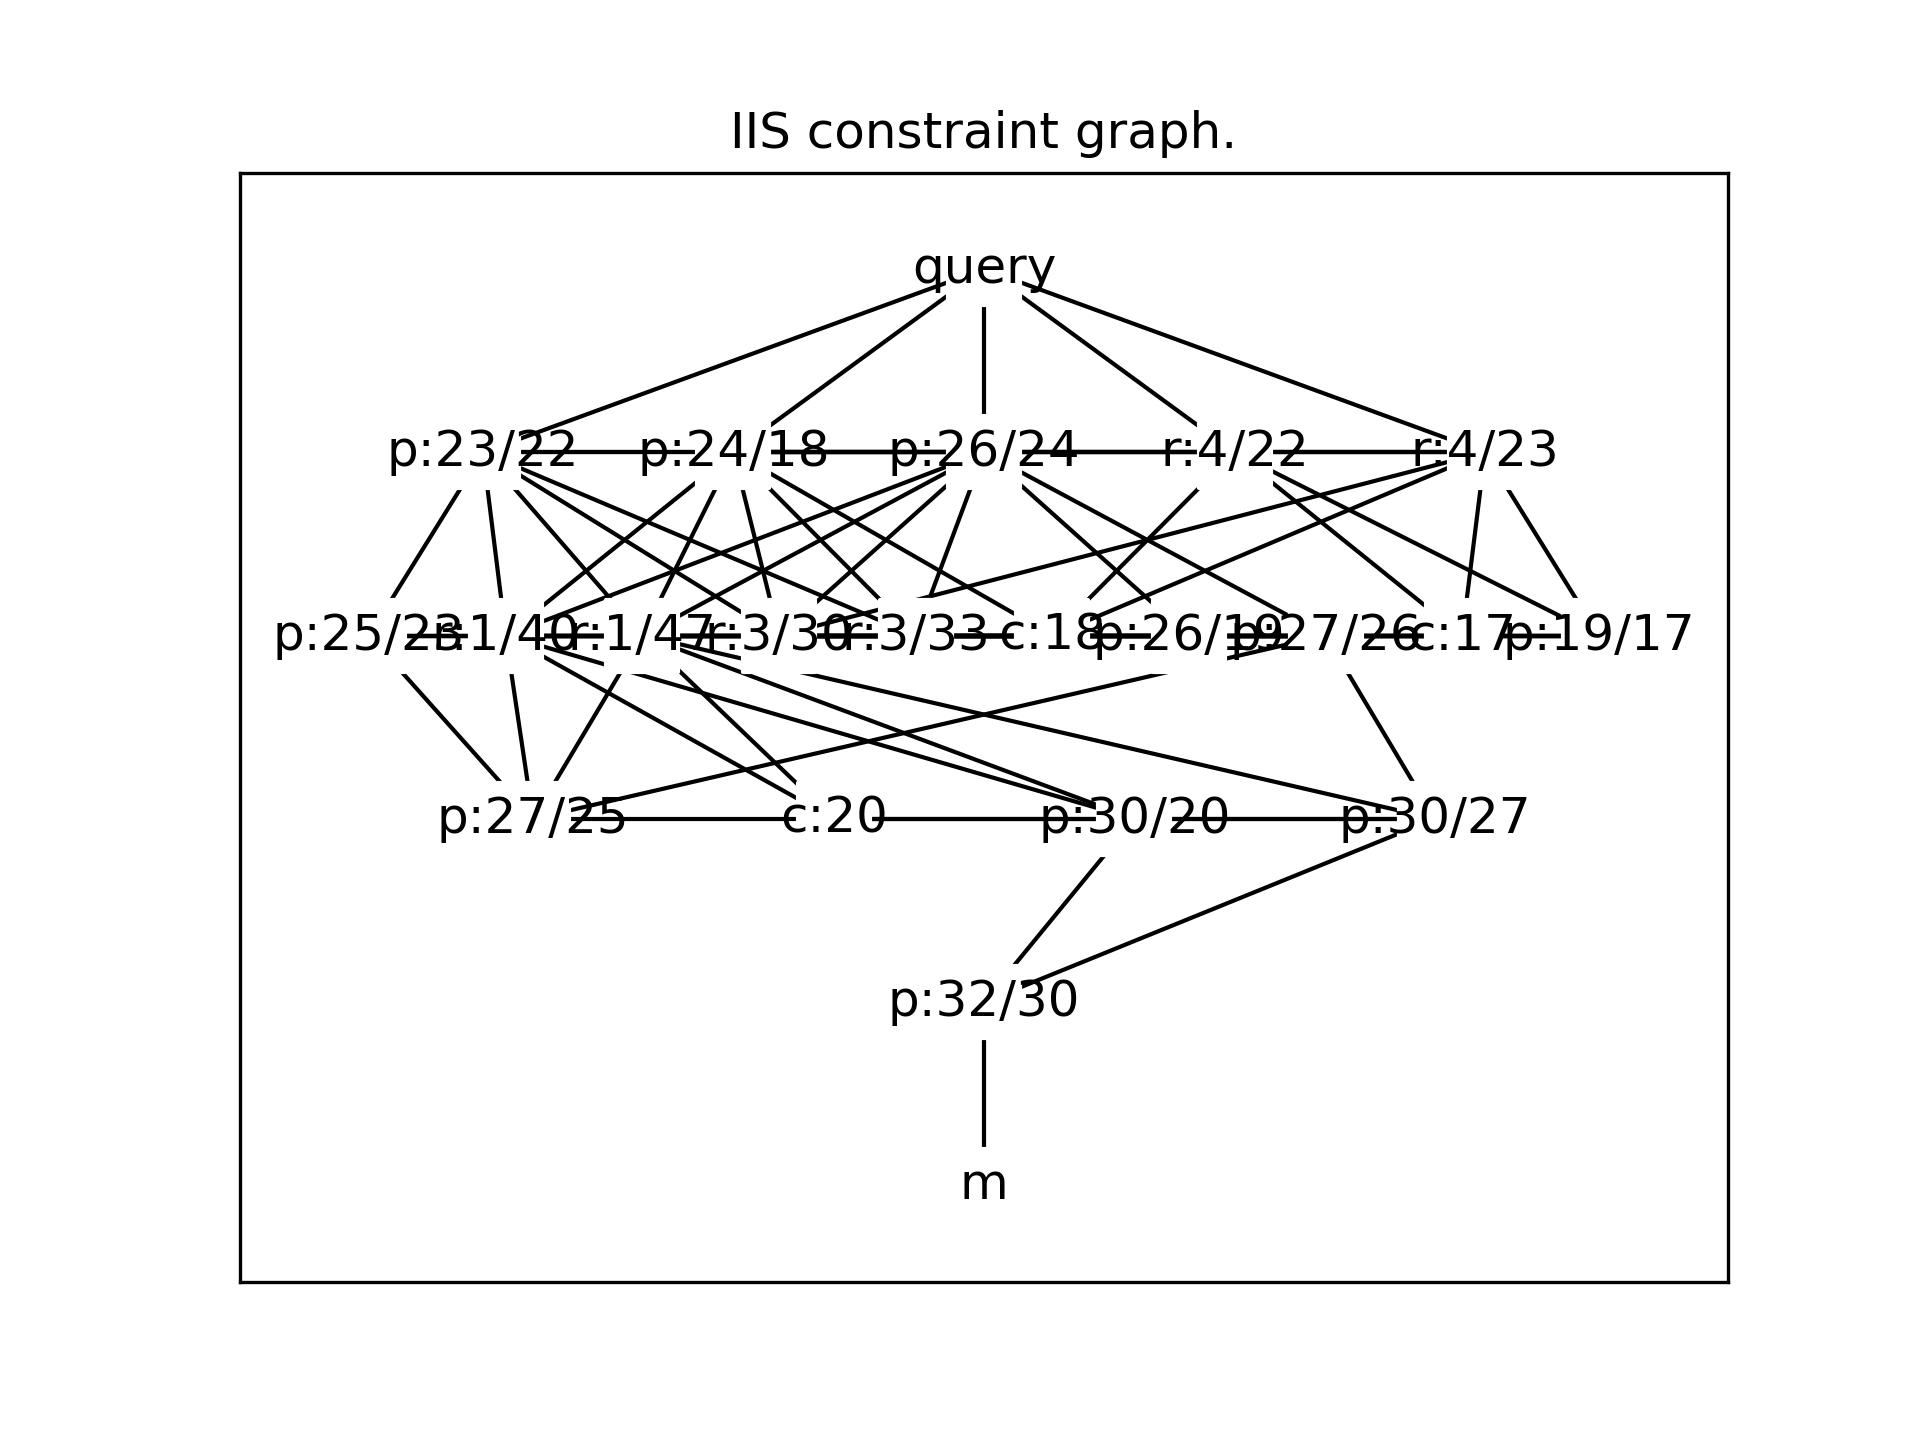 IIS constraint graph.
query
p:23/22 p:24/18 p:26/24 r:4/22 r:4/23
p:25/23 r:1/40 r:1/47 r:3/30 r:3/33 c:18 p:26/19 p:27/26 c:17 p:19/17
p:27/25 c:20 p:30/20 p:30/27
p:32/30
m